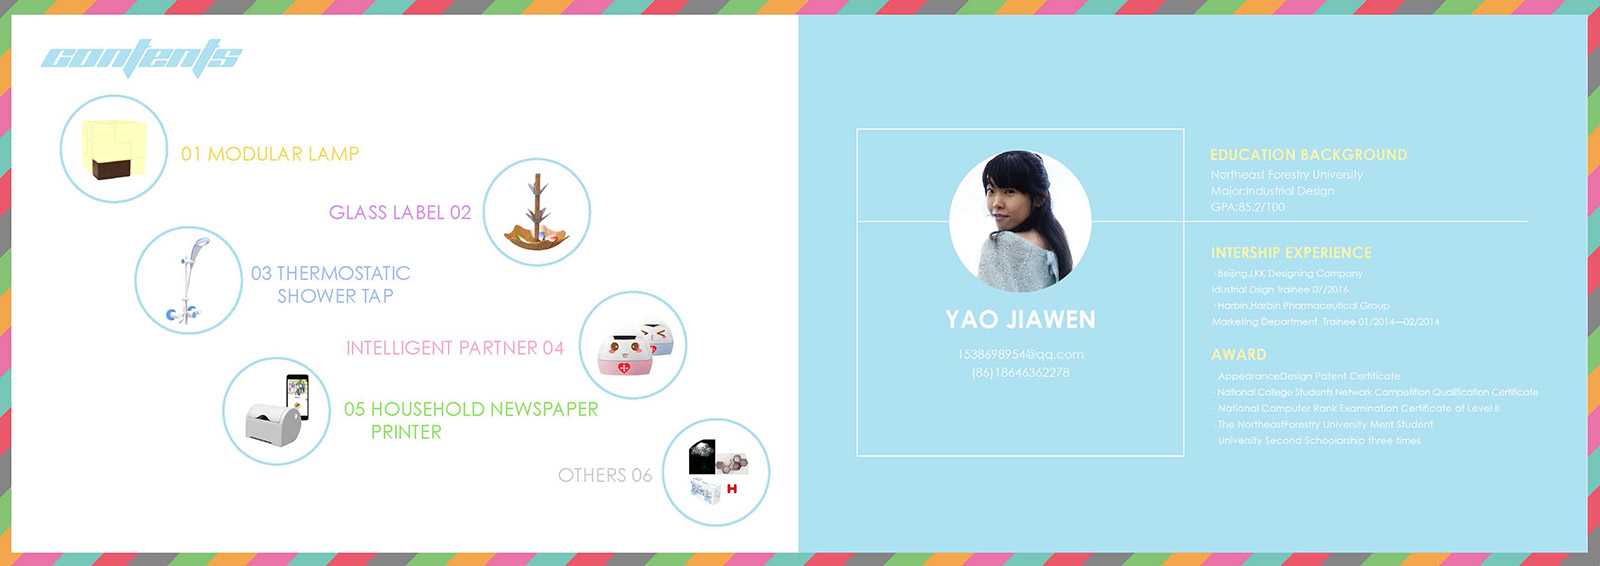 contents
01 MODULAR LAMP
GLASS LABEL 02
03 THERMOSTATIC
SHOWER TAP
INTELLIGENT PARTNER 04
05 HOUSEHOLD NEWSPAPER
PRINTER
OTHERS 06
H
YAO JIAWEN
1538698954@qq.com
(86)18646362278
EDUCATION BACKGROUND
Northeast Forestry University
Major:Industrial Design
GPA:85.2/100
INTERSHIP EXPERIENCE
·Beijing,LKK Designing Company
Idustrial Dsign Trainee 07/2016
·Harbin,Harbin Pharmaceutical Group
Marketing Department Trainee 01/2014—02/2014
AWARD
·AppearanceDesign Patent Certificate
·National College Students Network Competition Qualification Certificate
·National Computer Rank Examination Certificate of Level II
·The NortheastForestry University Merit Student
·University Second Schoolarship three times